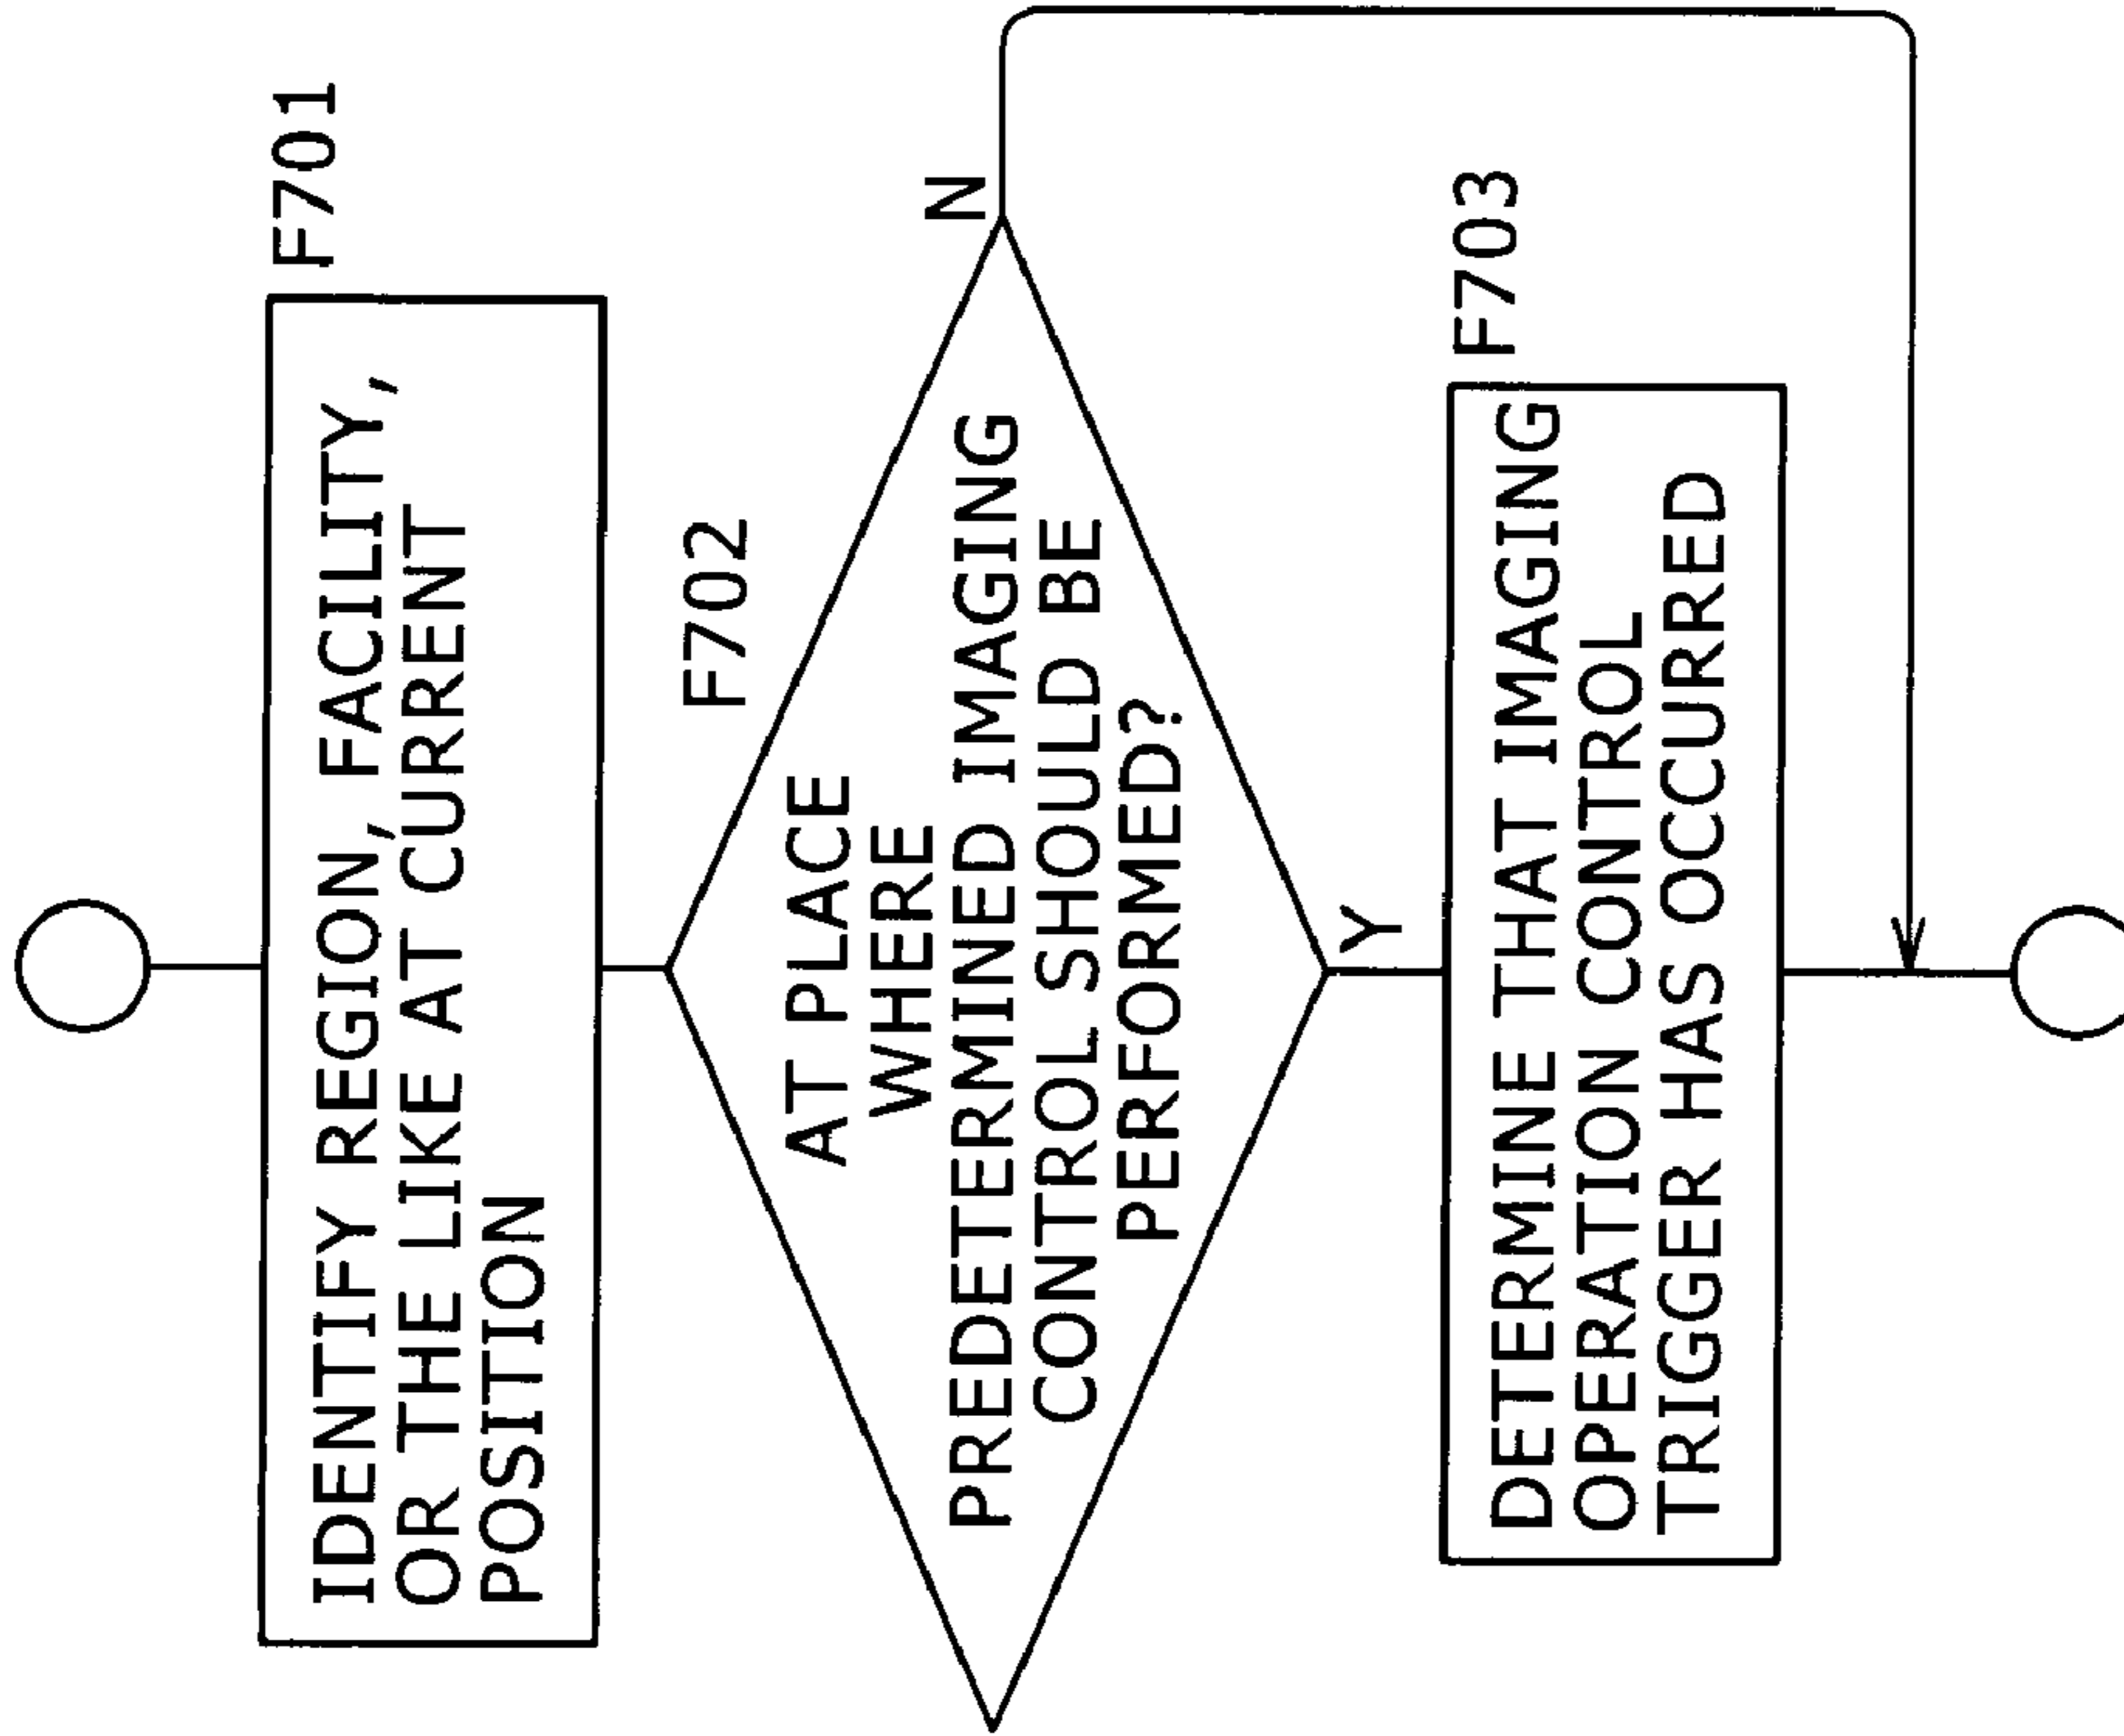 F701
IDENTIFY REGION, FACILITY,
OR THE LIKE AT CURRENT
POSITION
F702
AT PLACE
WHERE
PREDETERMINED IMAGING
CONTROL SHOULD BE
PERFORMED?
N
Y
F703
DETERMINE THAT IMAGING
OPERATION CONTROL
TRIGGER HAS OCCURRED